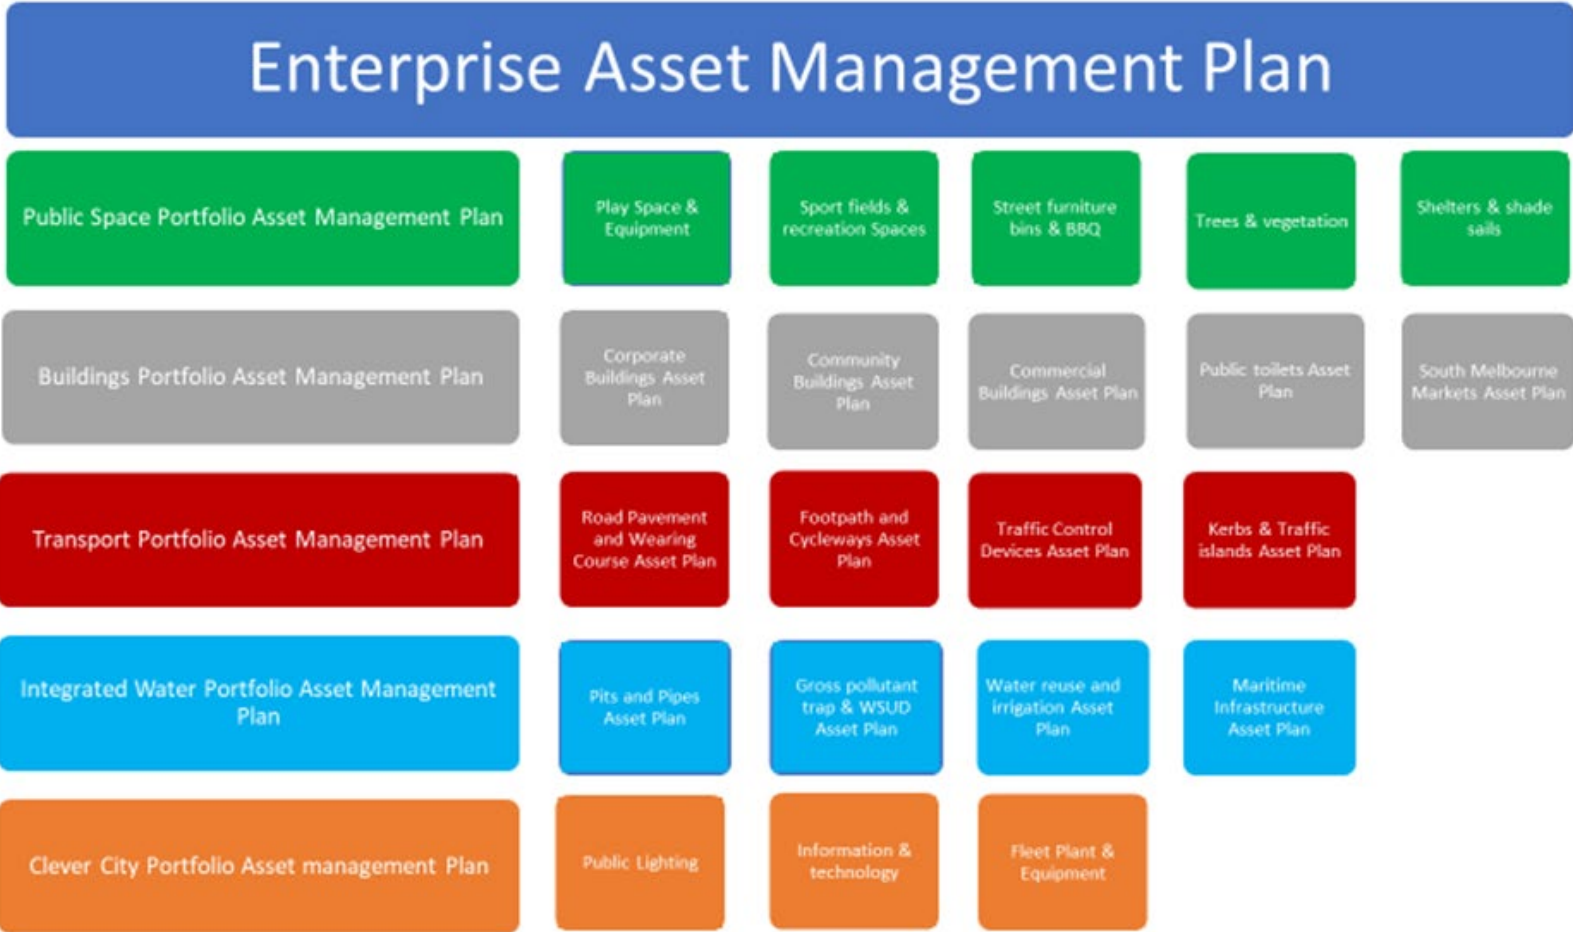 Enterprise Asset Management Plan
Public Space Portfolio Asset Management Plan
Play Space &
Equipment
Sport fields &
recreation Spaces
Street furniture
bins & BBQ
Trees & vegetation
Shelters & shade
sails
Buildings Portfolio Asset Management Plan
Corporate
Buildings Asset
Plan
Community
Buildings Asset
Plan
Commercial
Buildings Asset Plan
Public toilets Asset
Plan
South Melbourne
Markets Asset Plan
Transport Portfolio Asset Management Plan
Road Pavement
and Wearing
Course Asset Plan
Footpath and
Cycleways Asset
Plan
Traffic Control
Devices Asset Plan
Kerbs & Traffic
islands Asset Plan
Integrated Water Portfolio Asset Management
Plan
Pits and Pipes
Asset Plan
Gross pollutant
trap & WSUD
Asset Plan
Water reuse and
irrigation Asset
Plan
Maritime
Infrastructure
Asset Plan
Clever City Portfolio Asset management Plan
Public Lighting
Information &
technology
Fleet Plant &
Equipment